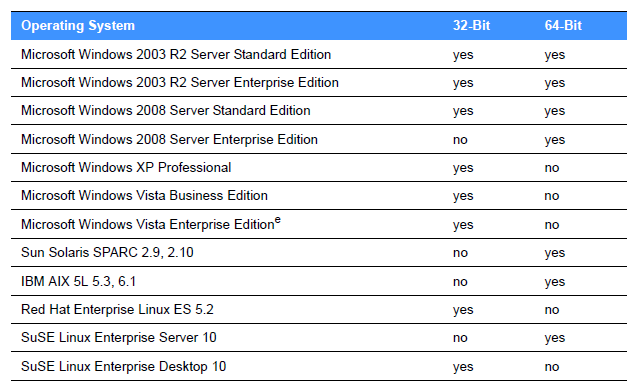 Operating System 32-Bit 64-Bit
Microsoft Windows 2003 R2 Server Standard Edition yes yes
Microsoft Windows 2003 R2 Server Enterprise Edition yes yes
Microsoft Windows 2008 Server Standard Edition yes yes
Microsoft Windows 2008 Server Enterprise Edition no yes
Microsoft Windows XP Professional yes no
Microsoft Windows Vista Business Edition yes no
Microsoft Windows Vista Enterprise Editione yes no
Sun Solaris SPARC 2.9, 2.10 no yes
IBM AIX 5L 5.3, 6.1 no yes
Red Hat Enterprise Linux ES 5.2 yes no
SuSE Linux Enterprise Server 10 no yes
SuSE Linux Enterprise Desktop 10 yes no